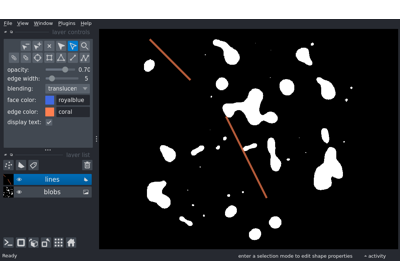 File View Window Plugins Help
layer controls
opacity: 0.70
edge width: 5
blending: translucen
face color: royalblue
edge color: coral
display text:
layer list
lines
blobs
Ready
enter a selection mode to edit shape properties
activity